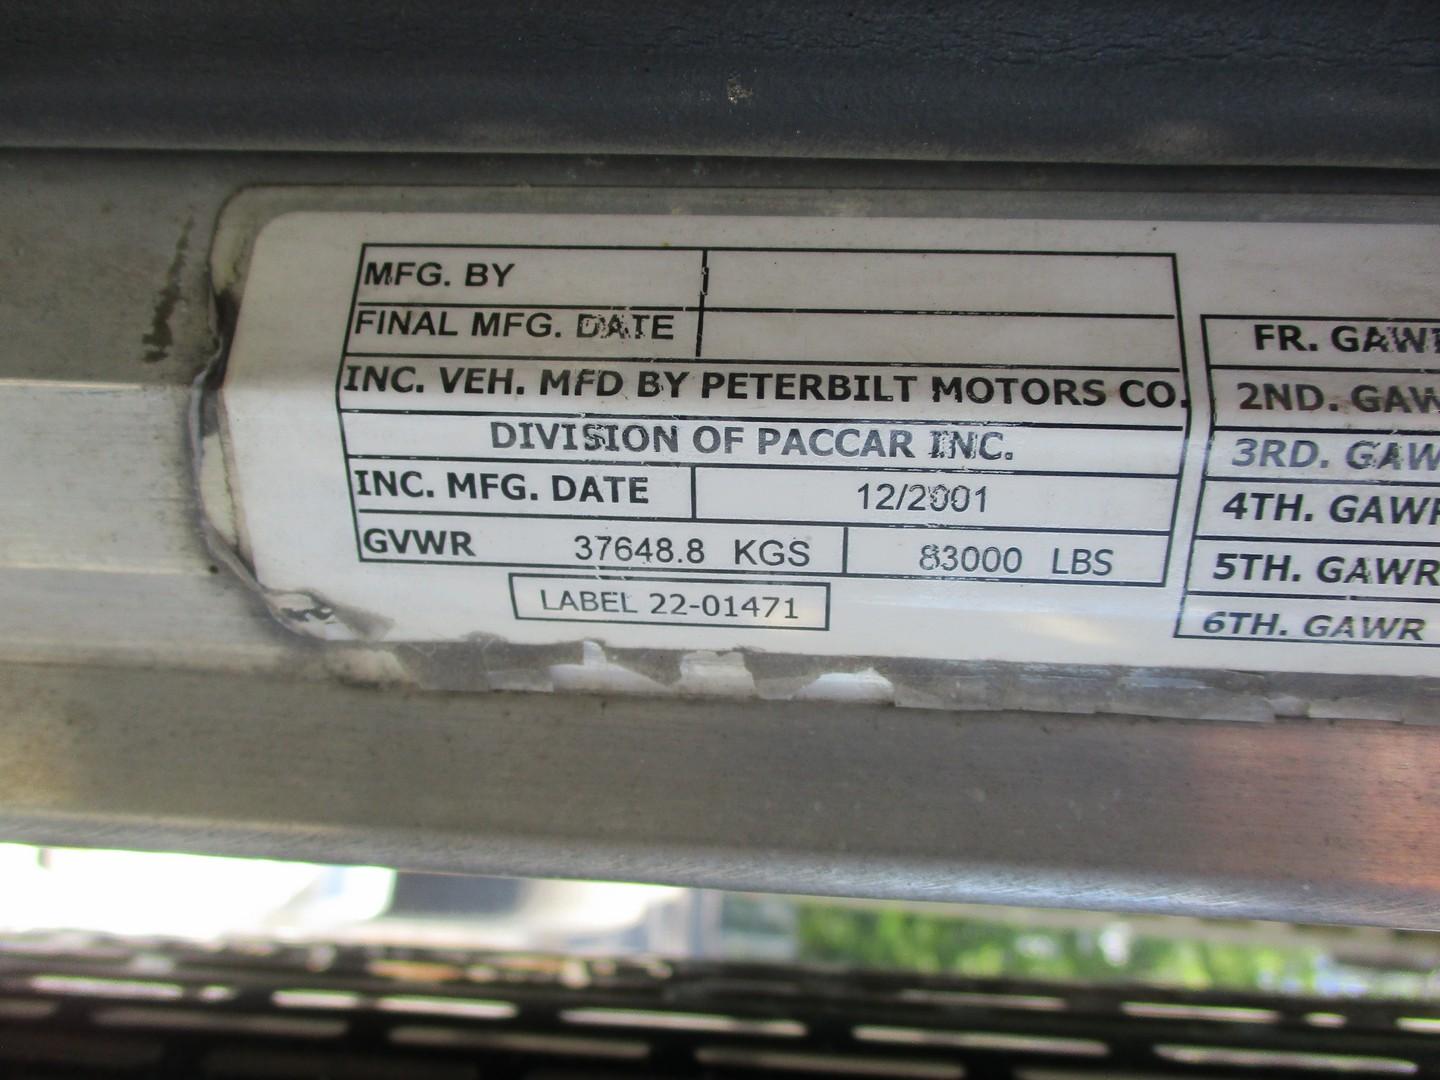 MFG. BY
FINAL MFG. DATE
INC. VEH. MFD BY PETERBILT MOTORS CO.
DIVISION OF PACCAR INC.
INC. MFG. DATE 12/2001
GVWR 37648.8 KGS 83000 LBS
LABEL 22-01471
FR. GAWR
2ND. GAW
3RD. GAW
4TH. GAWR
5TH. GAWR
6TH. GAWR